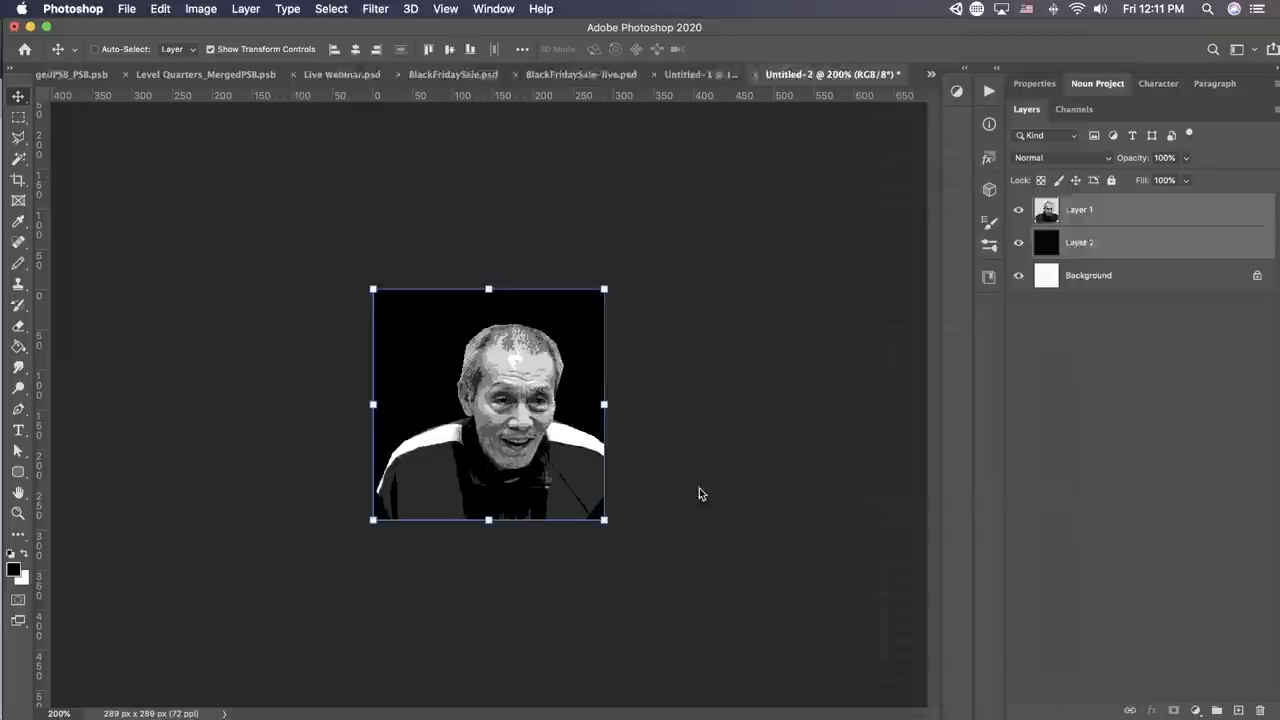 Photoshop File Edit Image Layer Type Select Filter 3D View Window Help Fri 12:11 PM
Adobe Photoshop 2020
Auto-Select: Layer Show Transform Controls 3D Mode:
gedPSB_PSB.psb × Level Quarters_MergedPSB.psb × Live webinar.psd × BlackFridaySale.psd × BlackFridaySale-live.psd × Untitled-1 @ Untitled-2 @ 200% (RGB/8*) *
400 350 300 250 200 150 100 50 0 50 100 150 200 250 300 350 400 450 500 550 600 650
Properties Noun Project Character Paragraph
Layers Channels
Kind
Normal Opacity: 100%
Lock: Fill: 100%
Layer 1
Layer 2
Background
200% 289 px x 289 px (72 ppi)